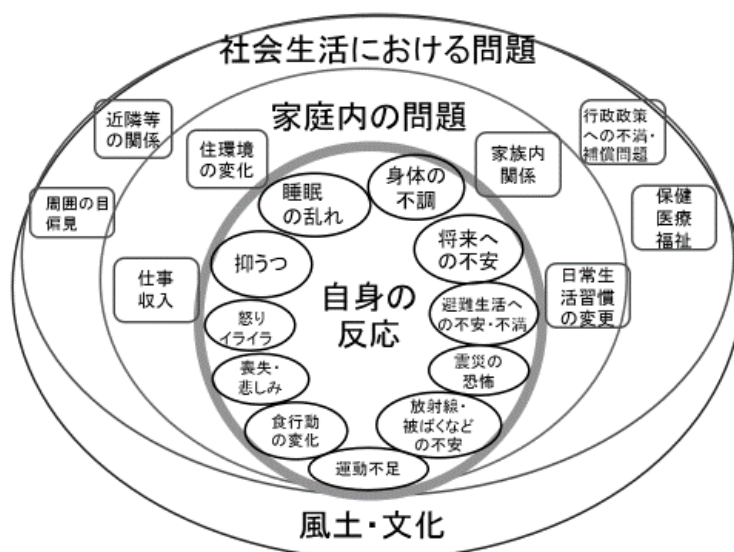 社会生活における問題
近隣等
の関係
家庭内の問題
行政政策
への不満・
補償問題
住環境
の変化
家族内
関係
身体の
不調
睡眠
の乱れ
周囲の目
偏見
保健
医療
福祉
将来へ
の不安
抑うつ
仕事
収入
日常生
活習慣
の変更
自身の
反応
避難生活へ
の不安・不満
怒り
イライラ
震災の
恐怖
喪失・
悲しみ
放射線・
被ばくなど
の不安
食行動
の変化
運動不足
風土・文化